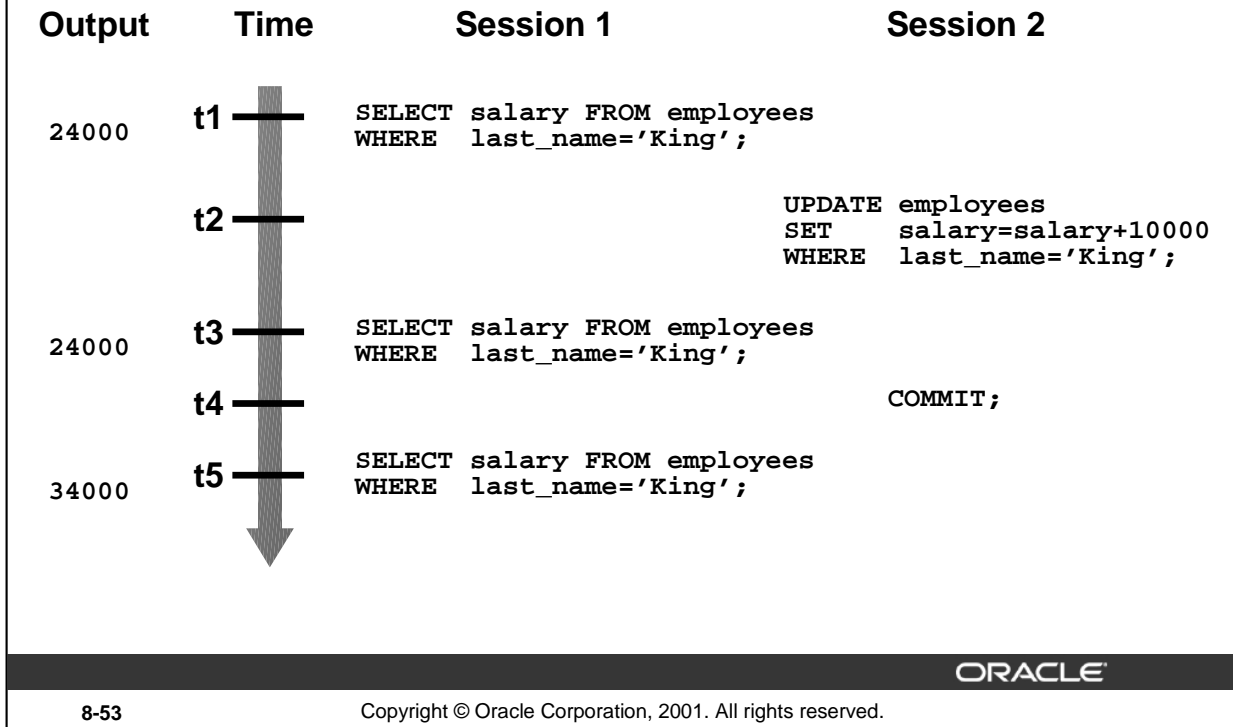 Output Time Session 1 Session 2
t1
24000
SELECT salary FROM employees
WHERE last_name='King';
t2
UPDATE employees
SET salary=salary+10000
WHERE last_name='King';
t3
24000
SELECT salary FROM employees
WHERE last_name='King';
t4
COMMIT;
t5
34000
SELECT salary FROM employees
WHERE last_name='King';
ORACLE®
8-53 Copyright © Oracle Corporation, 2001. All rights reserved.